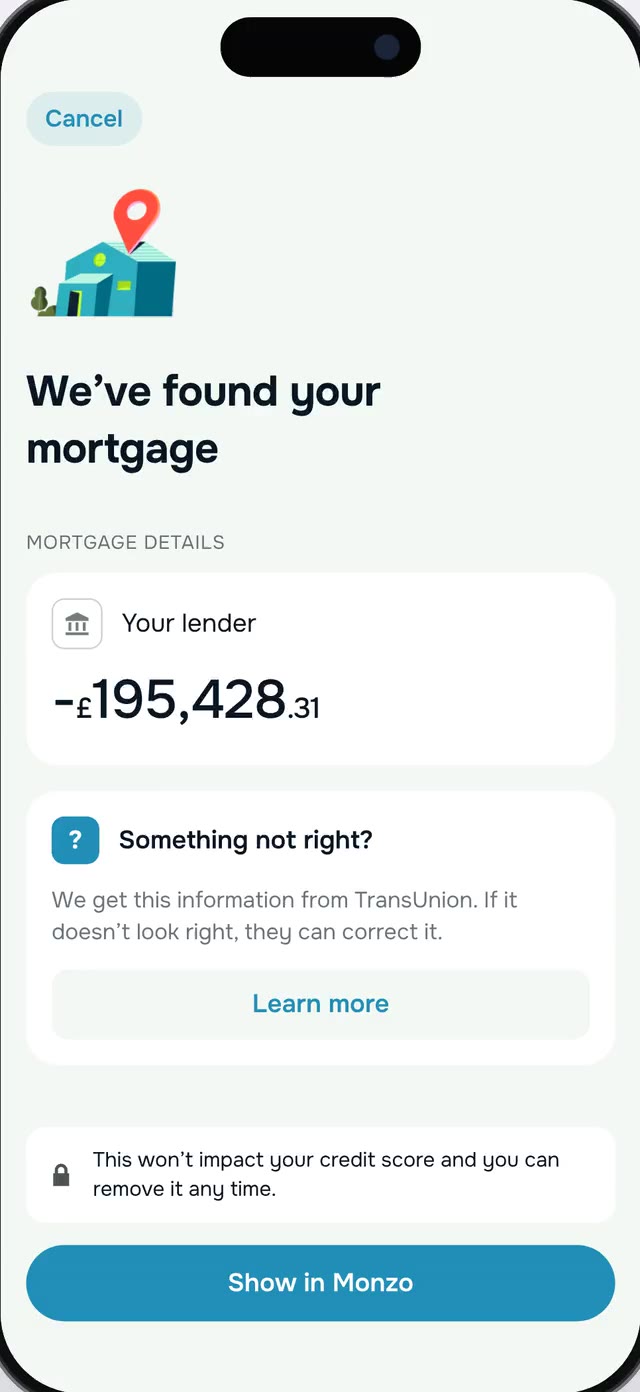 Cancel
We’ve found your
mortgage
MORTGAGE DETAILS
Your lender
-£195,428.31
?
Something not right?
We get this information from TransUnion. If it
doesn’t look right, they can correct it.
Learn more
This won’t impact your credit score and you can
remove it any time.
Show in Monzo